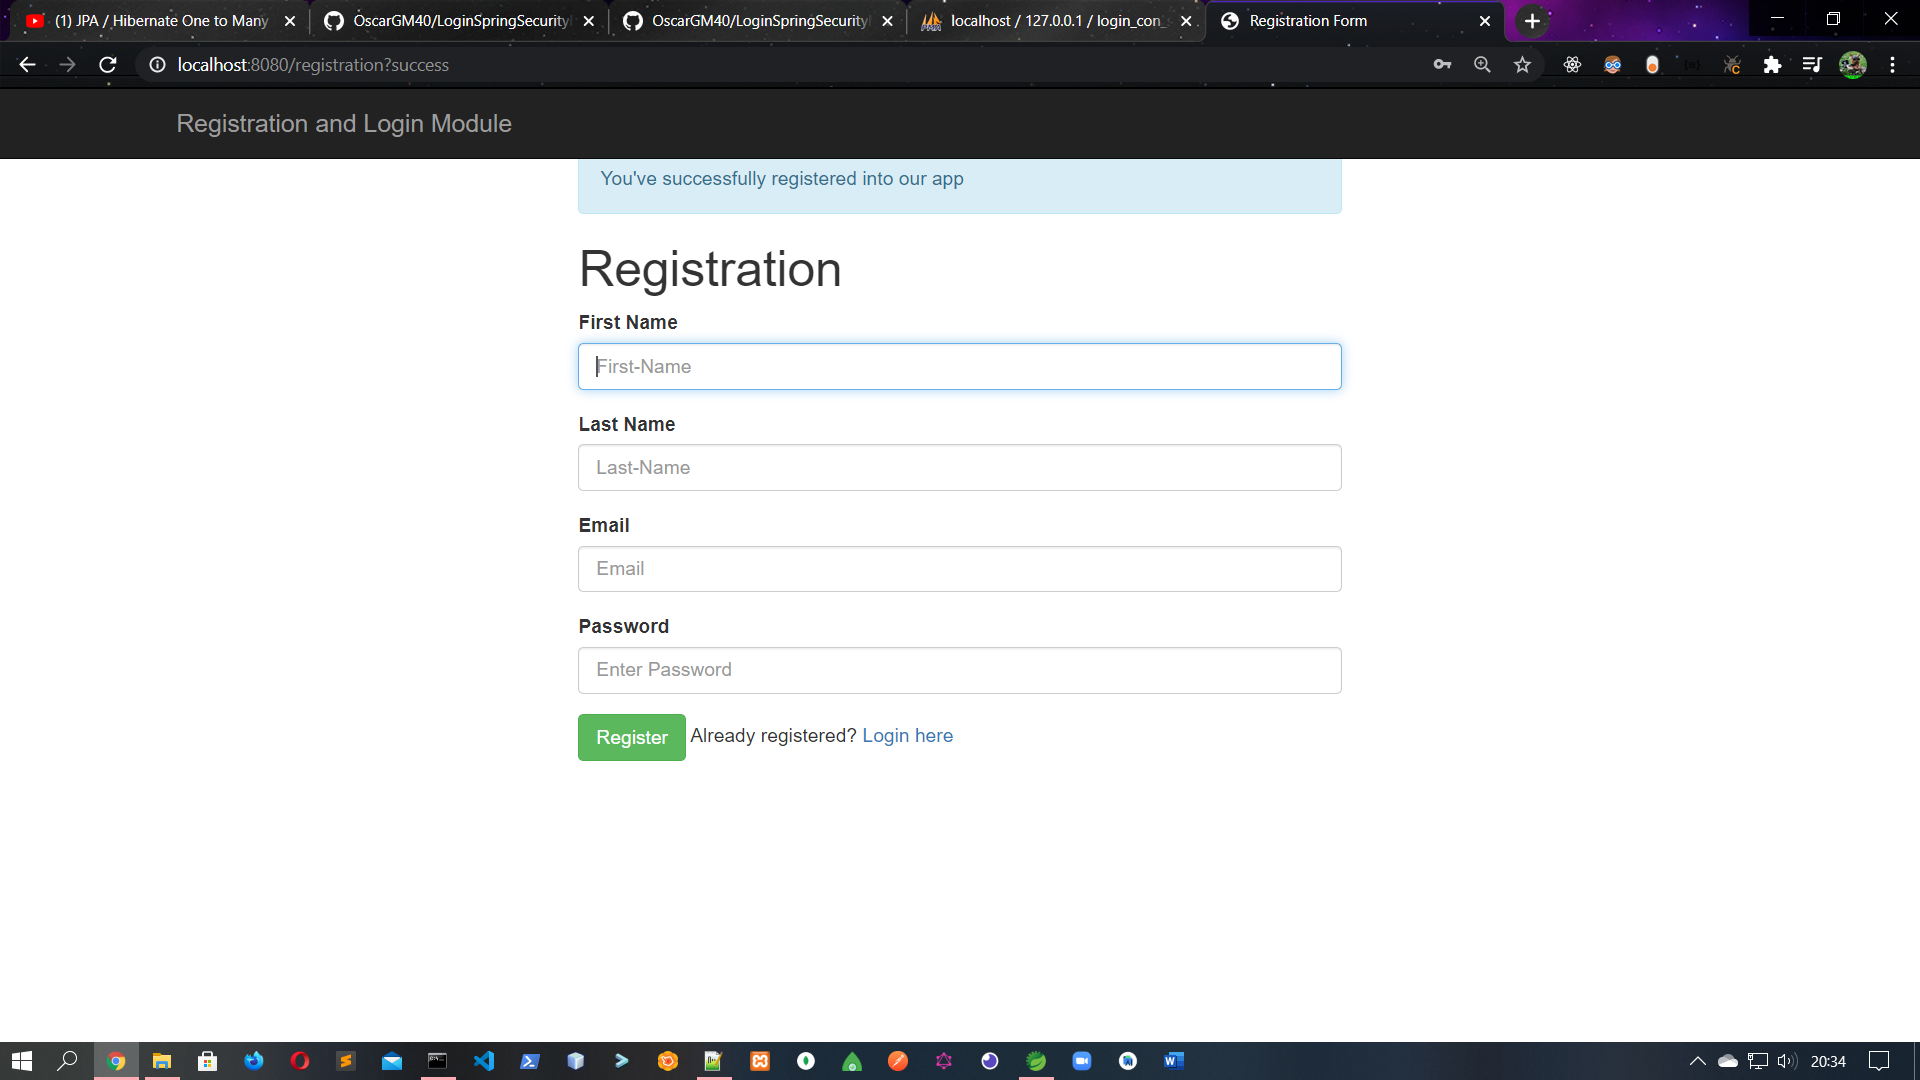 (1) JPA / Hibernate One to Many
OscarGM40/LoginSpringSecurity
OscarGM40/LoginSpringSecurity
localhost / 127.0.0.1 / login_con_
Registration Form
localhost:8080/registration?success
Registration and Login Module
You've successfully registered into our app
Registration
First Name
First-Name
Last Name
Last-Name
Email
Email
Password
Enter Password
Register Already registered? Login here
20:34